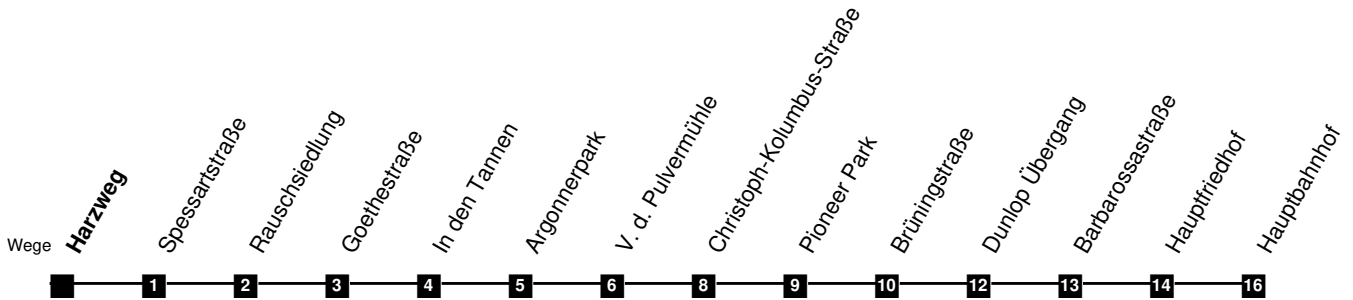 Wege
Harzweg
Spessartstraße
Rauschsiedlung
Goethestraße
In den Tannen
Argonnerpark
V. d. Pulvermühle
Christoph-Kolumbus-Straße
Pioneer Park
Brüningstraße
Dunlop Übergang
Barbarossastraße
Hauptfriedhof
Hauptbahnhof
1 2 3 4 5 6 8 9 10 12 13 14 16